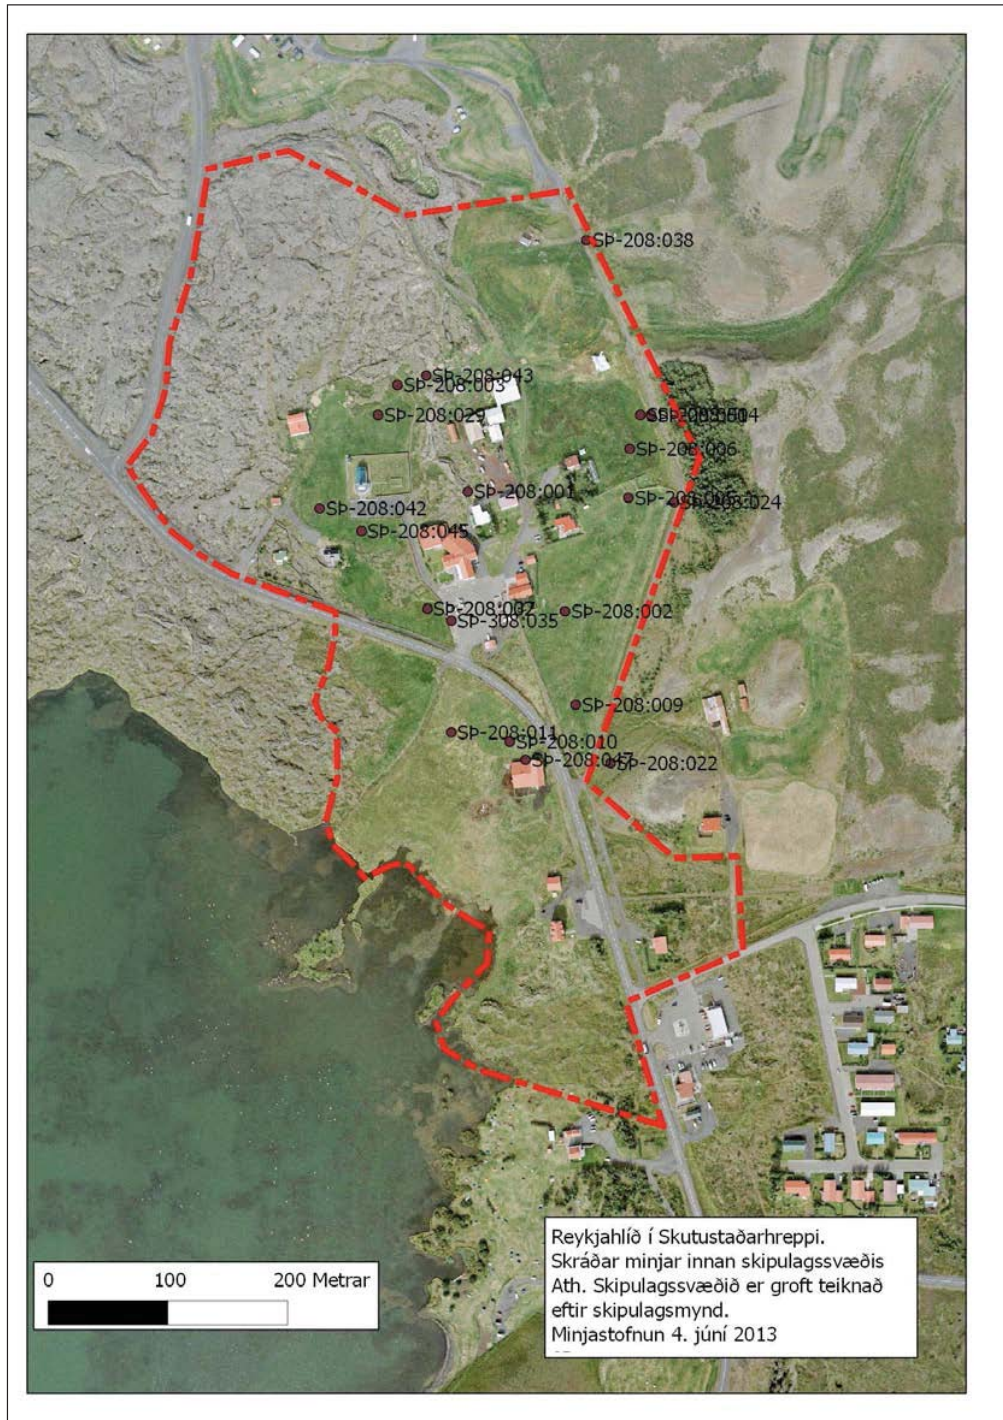 SÞ-208:038
SÞ-208:043
SÞ-208:003
SÞ-208:029
SÞ-208:006
SÞ-208:001
SÞ-208:024
SÞ-208:042
SÞ-208:045
SÞ-208:002
SÞ-308:035
SÞ-208:009
SÞ-208:011
SÞ-208:010
SÞ-208:047
SÞ-208:022
0 100 200 Metrar
Reykjahlíð í Skutustaðarhreppi.
Skráðar minjar innan skipulagssvæðis
Ath. Skipulagssvæðið er groft teiknað
eftir skipulagsmynd.
Minjastofnun 4. júní 2013